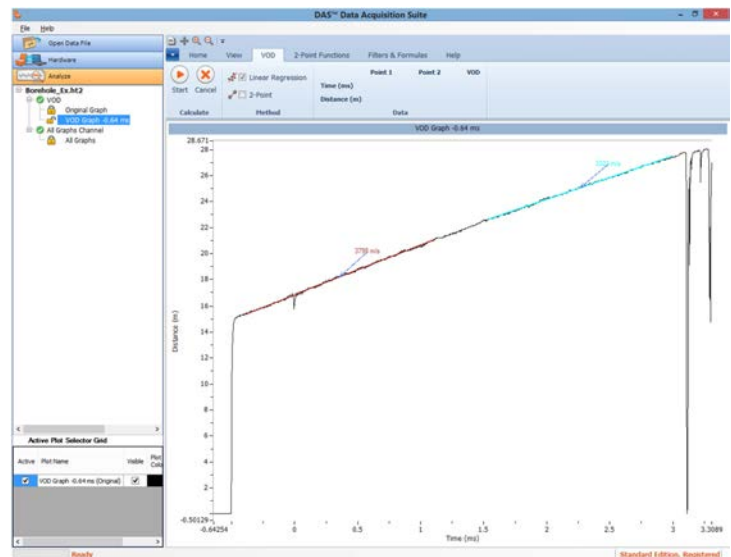 DAS™ Data Acquisition Suite
File Help
Open Data File
Hardware
Analyze
Borehole_Ex.ht2
VOD
Original Graph
VOD Graph -0.64 ms
All Graphs Channel
All Graphs
Home View VOD 2-Point Functions Filters & Formulas Help
Start Cancel
Calculate
Linear Regression
2-Point
Method
Point 1 Point 2 VOD
Time (ms)
Distance (m)
Data
VOD Graph -0.64 ms
28.671
28
26
24
22
20
18
16
14
12
10
8
6
4
2
-0.50129
Distance (m)
3795 m/s
-0.64254 0 0.5 1 1.5 2 2.5 3 3.3089
Time (ms)
Active Plot Selector Grid
Active Plot Name Visible Plot Colo
VOD Graph -0.64 ms (Original)
Ready
Standard Edition, Registered